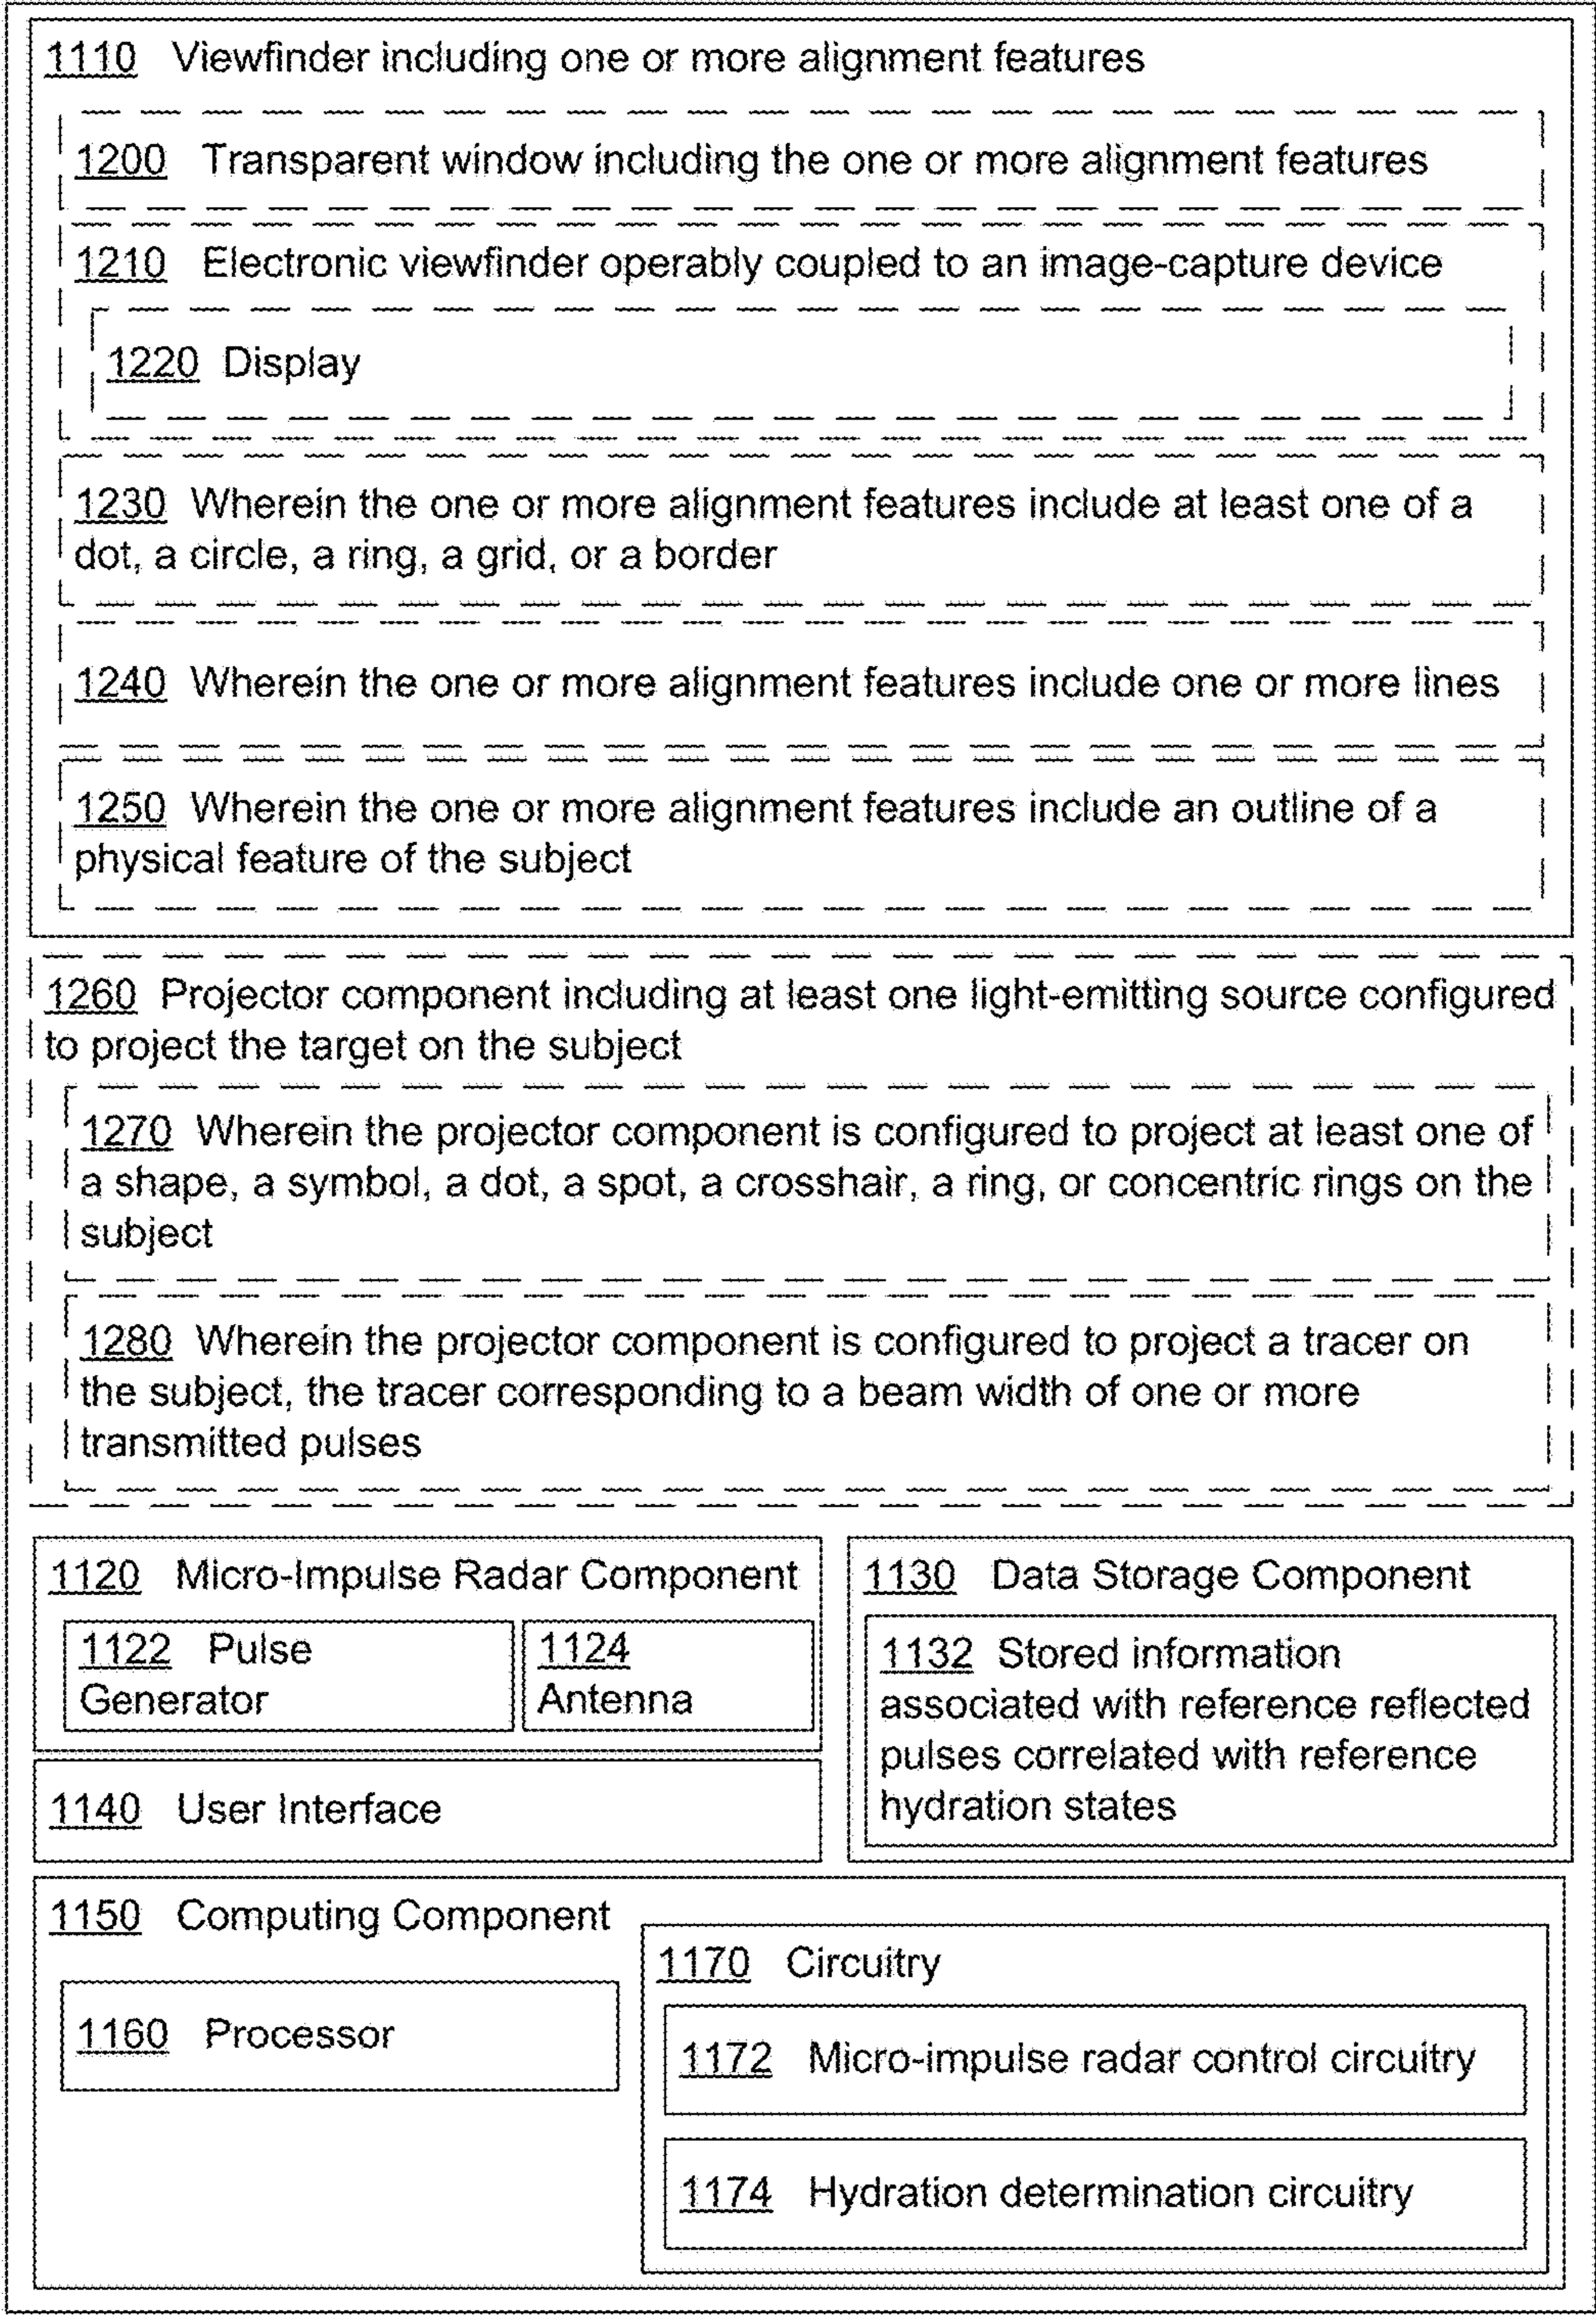 1110 Viewfinder including one or more alignment features
1200 Transparent window including the one or more alignment features
1210 Electronic viewfinder operably coupled to an image-capture device
1220 Display
1230 Wherein the one or more alignment features include at least one of a
dot, a circle, a ring, a grid, or a border
1240 Wherein the one or more alignment features include one or more lines
1250 Wherein the one or more alignment features include an outline of a
physical feature of the subject
1260 Projector component including at least one light-emitting source configured
to project the target on the subject
1270 Wherein the projector component is configured to project at least one of
a shape, a symbol, a dot, a spot, a crosshair, a ring, or concentric rings on the
subject
1280 Wherein the projector component is configured to project a tracer on
the subject, the tracer corresponding to a beam width of one or more
transmitted pulses
1120 Micro-Impulse Radar Component
1122 Pulse
Generator
1124
Antenna
1140 User Interface
1130 Data Storage Component
1132 Stored information
associated with reference reflected
pulses correlated with reference
hydration states
1150 Computing Component
1160 Processor
1170 Circuitry
1172 Micro-impulse radar control circuitry
1174 Hydration determination circuitry